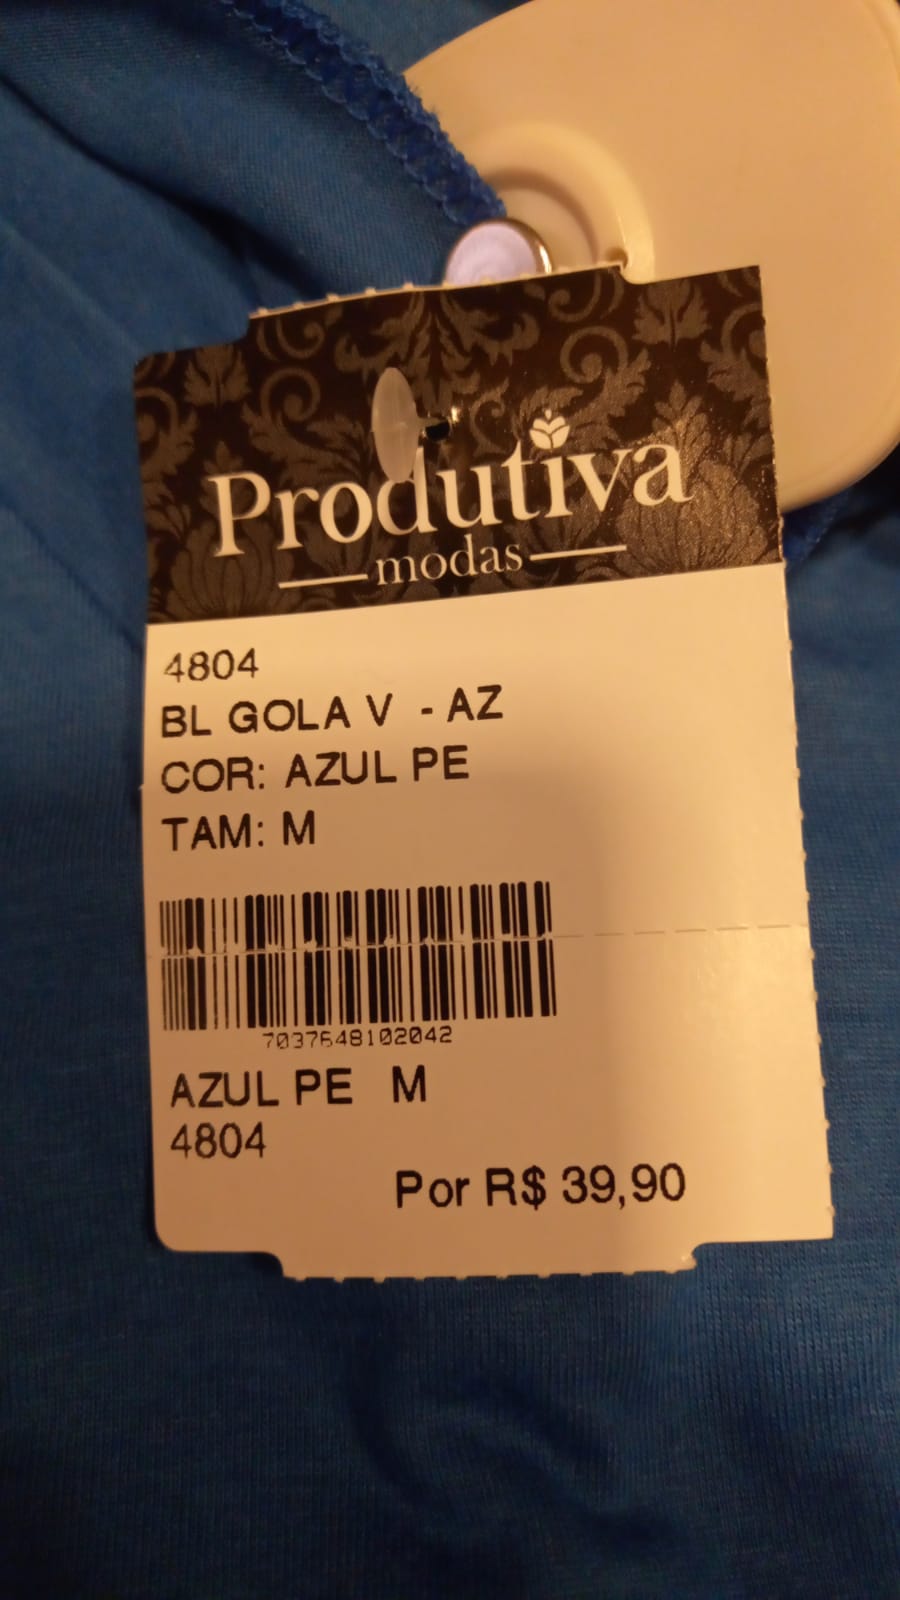 Produtiva
modas
4804
BL GOLA V - AZ
COR: AZUL PE
TAM: M
7037648102042
AZUL PE M
4804
Por R$ 39,90